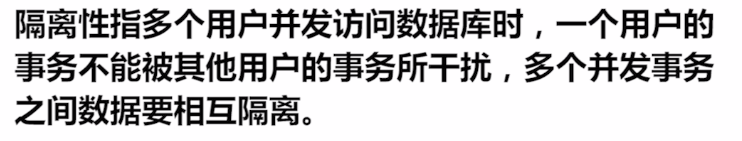 隔离性指多个用户并发访问数据库时，一个用户的
事务不能被其他用户的事务所干扰，多个并发事务
之间数据要相互隔离。